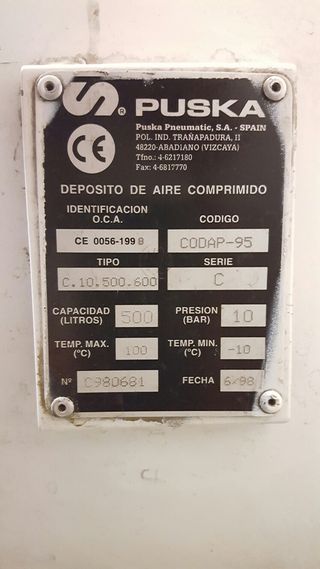 S® PUSKA
Puska Pneumatic, S.A. - SPAIN
POL. IND. TRAÑAPADURA, II
48220-ABADIANO (VIZCAYA)
Tfno.: 4-6217180
Fax: 4-6817770
CE
DEPOSITO DE AIRE COMPRIMIDO
IDENTIFICACION O.C.A. CODIGO
CE 0056-199 8 CODAP-95
TIPO SERIE
C.10.500.600 C
CAPACIDAD (LITROS) 500 PRESION (BAR) 10
TEMP. MAX. (°C) 100 TEMP. MIN. (°C) -10
Nº C980681 FECHA 6/98